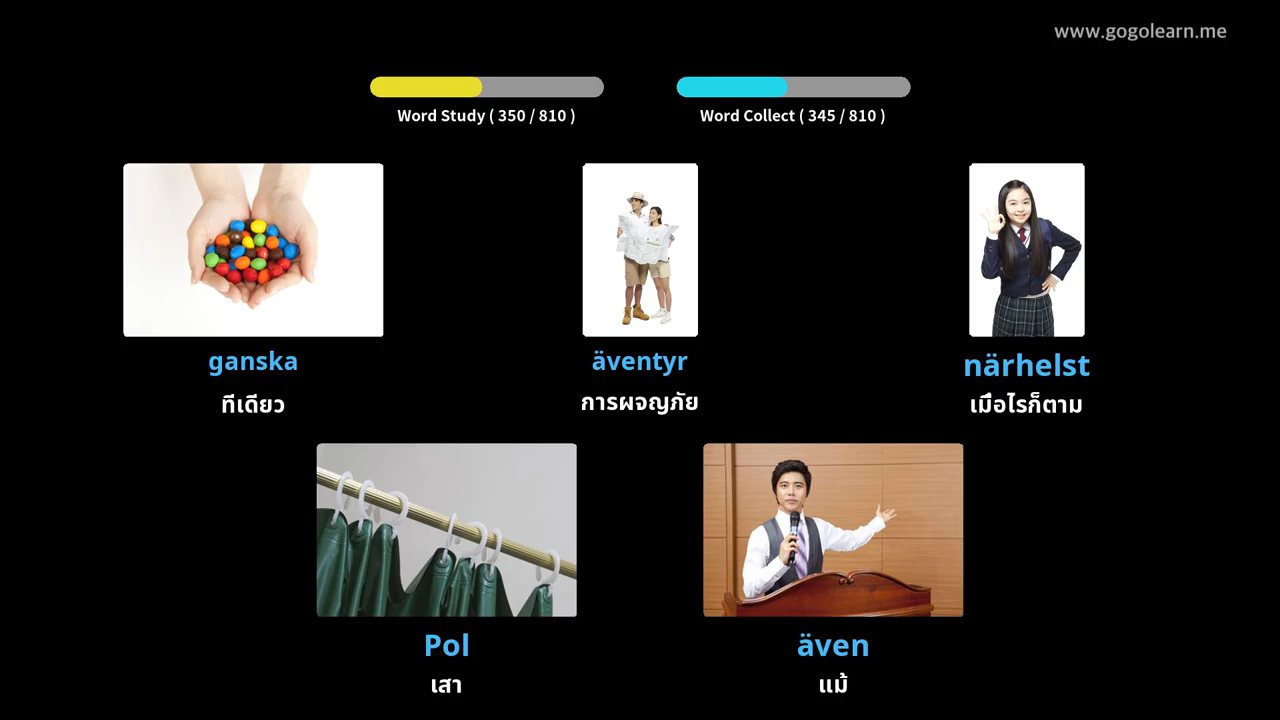 www.gogolearn.me
Word Study ( 350 / 810 )
Word Collect ( 345 / 810 )
ganska
ทีเดียว
äventyr
การผจญภัย
närhelst
เมื่อไรก็ตาม
Pol
เสา
även
แม้